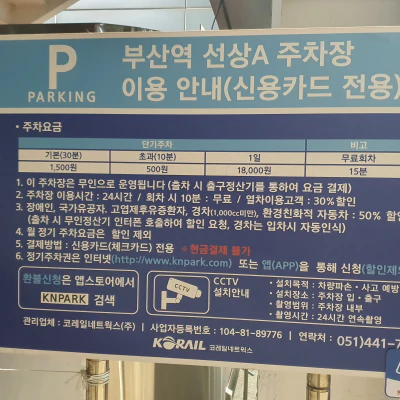 P
PARKING
부산역 선상A 주차장
이용 안내(신용카드 전용)
• 주차요금
단기주차 비고
기본(30분) 초과(10분) 1일 무료회차
1,500원 500원 18,000원 15분
1. 이 주차장은 무인으로 운영됩니다 (출차 시 출구정산기를 통하여 요금 결제)
2. 주차장 이용시간 : 24시간 / 회차 시 10분 : 무료 / 열차이용고객 : 30%할인
3. 장애인, 국가유공자, 고엽제후유증환자, 경차(1,000cc미만), 환경친화적 자동차 : 50% 할인
(출차 시 무인정산기 인터폰 호출하여 할인 요청, 경차는 입차시 자동인식)
4. 월 정기 주차요금은 할인 제외
5. 결제방법 : 신용카드(체크카드) 전용 ※현금결제 불가
6. 정기주차권은 인터넷(http://www.knpark.com) 또는 앱(APP)을 통해 신청(할인제외
환불신청은 앱스토어에서
KNPARK 검색
CCTV
CCTV
설치안내
• 설치목적 : 차량파손 · 사고 예방
• 설치장소 : 주차장 입 · 출구
• 촬영범위 : 주차장 내부
• 촬영시간 : 24시간 연속촬영
관리업체 : 코레일네트웍스(주) | 사업자등록번호 : 104-81-89776 | 연락처 : 051)441-7
KORAIL 코레일네트웍스